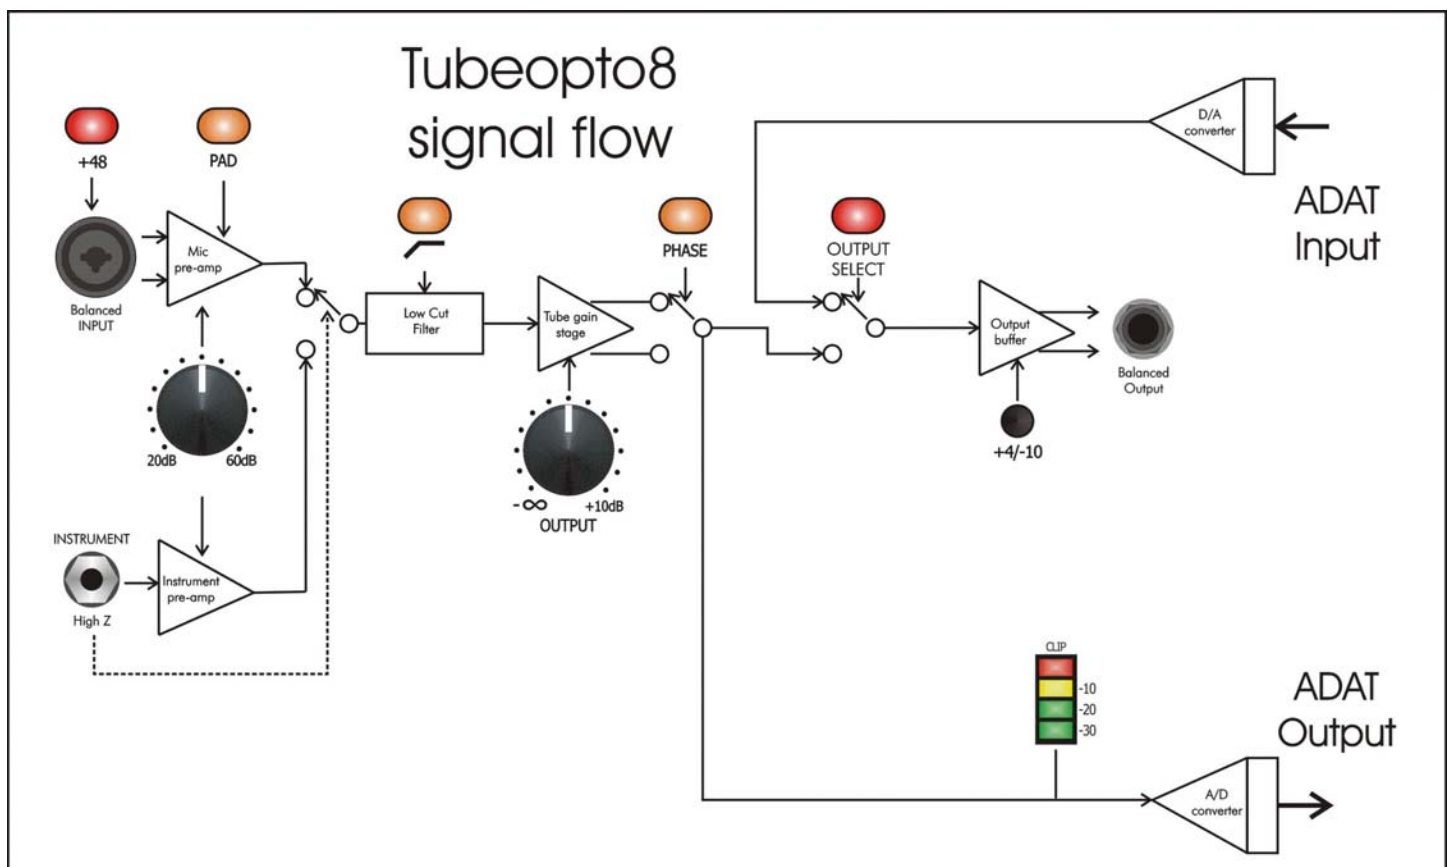 Tubeopto8
signal flow
+48
PAD
Mic
pre-amp
Balanced
INPUT
20dB
60dB
INSTRUMENT
High Z
Instrument
pre-amp
Low Cut
Filter
Tube gain
stage
-∞
+10dB
OUTPUT
PHASE
OUTPUT
SELECT
D/A
converter
ADAT
Input
Output
buffer
+4/-10
Balanced
Output
CLIP
-10
-20
-30
A/D
converter
ADAT
Output